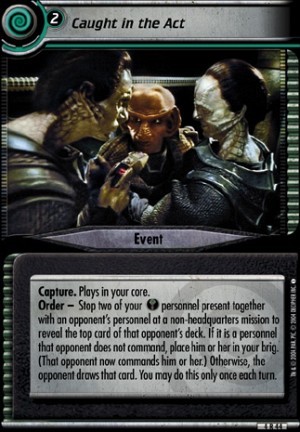 2
Caught in the Act
Event
Capture. Plays in your core.
Order – Stop two of your personnel present together
with an opponent's personnel at a non-headquarters mission to
reveal the top card of that opponent's deck. If it is a personnel
that opponent does not command, place him or her in your brig.
(That opponent now commands him or her.) Otherwise, the
opponent draws that card. You may do this only once each turn.